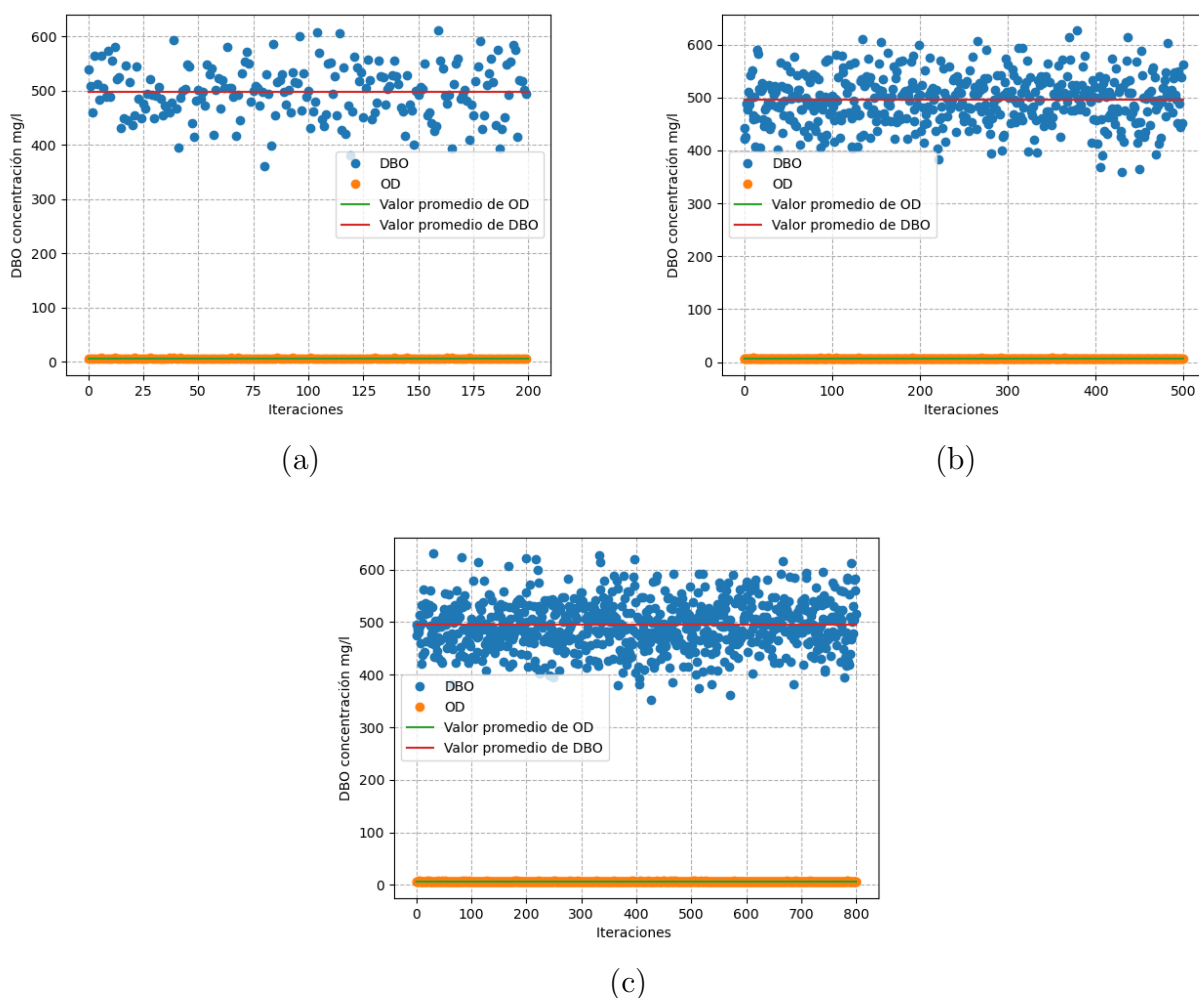 600
500
400
300
200
100
0
DBO concentración mg/l
DBO
OD
Valor promedio de OD
Valor promedio de DBO
0 25 50 75 100 125 150 175 200
Iteraciones
(a)
600
500
400
300
200
100
0
DBO concentración mg/l
DBO
OD
Valor promedio de OD
Valor promedio de DBO
0 100 200 300 400 500
Iteraciones
(b)
600
500
400
300
200
100
0
DBO concentración mg/l
DBO
OD
Valor promedio de OD
Valor promedio de DBO
0 100 200 300 400 500 600 700 800
Iteraciones
(c)